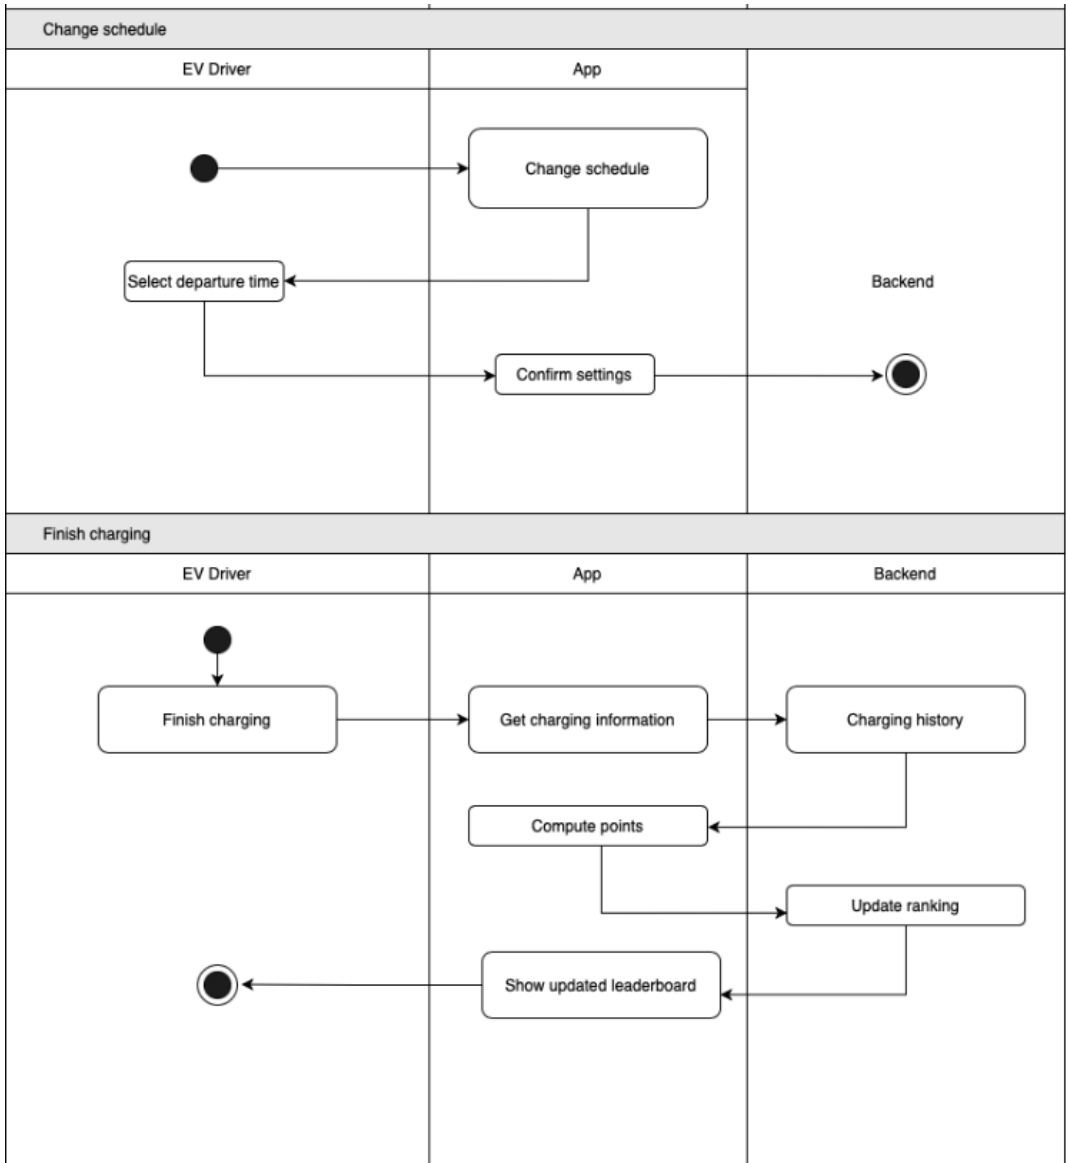 Change schedule
EV Driver
App
Change schedule
Select departure time
Backend
Confirm settings
Finish charging
EV Driver
App
Backend
Finish charging
Get charging information
Charging history
Compute points
Update ranking
Show updated leaderboard